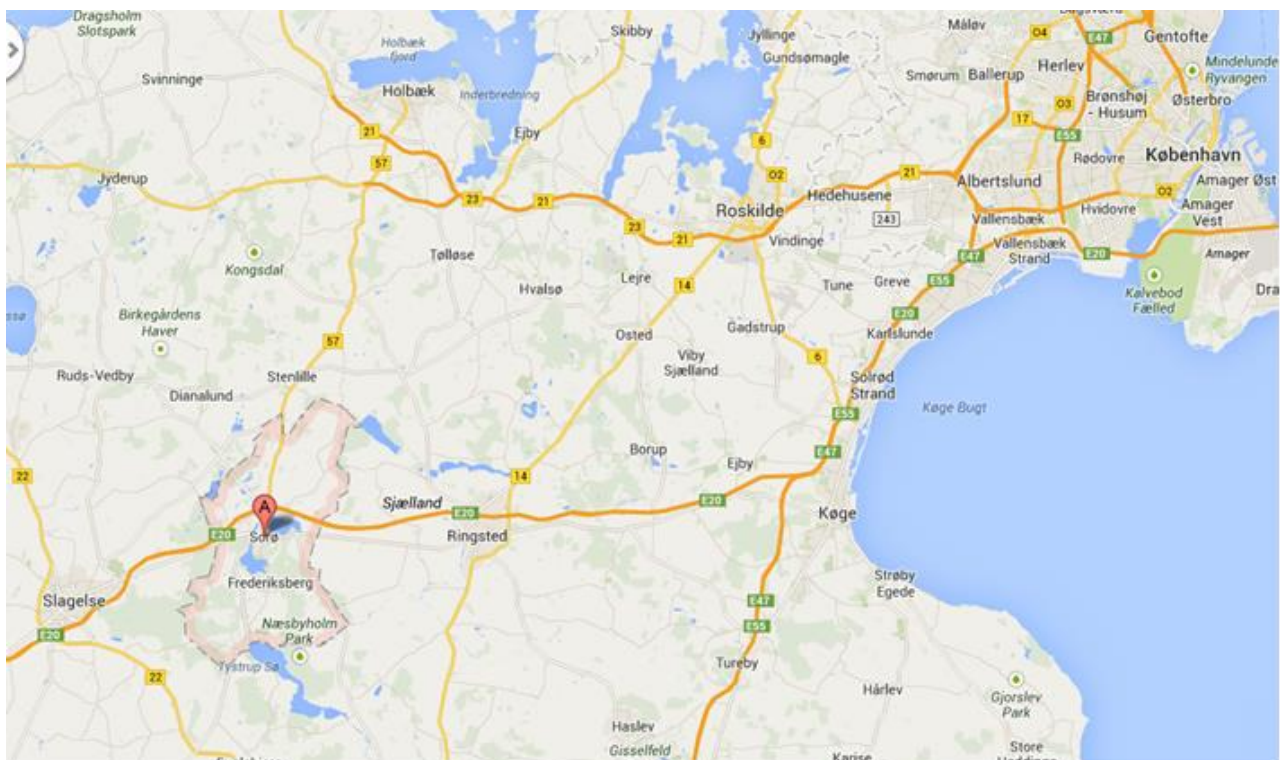 Dragsholm
Slotspark
Skibby
Jyllinge
Måløv
O4
E47
Gentofte
Holbæk
fjord
Gundsømagle
Svinninge
Holbæk
Inderbredning
Smørum
Ballerup
Herlev
Mindelunde
Ryvangen
Brønshøj
- Husum
Østerbro
O3
17
E55
21
Ejby
6
57
Rødovre
København
Jyderup
O2
Hedehusene
21
Albertslund
O2
Amager Øst
23
21
Roskilde
243
Vallensbæk
Hvidovre
Amager
Vest
23
21
Vindinge
Vallensbæk
Strand
E47
E20
Amager
Kongsdal
Tølløse
Lejre
14
Tune
Greve
E55
Kalvebod
Fælled
Dra
Hvalsø
E20
Birkegårdens
Haver
57
Osted
Gadstrup
Karlslunde
Viby
Sjælland
6
Ruds-Vedby
Stenlille
Solrød
Strand
Dianalund
E55
Køge Bugt
Borup
Ejby
E47
22
14
A
Sjælland
E20
E20
Køge
E20
Sorø
Ringsted
Frederiksberg
Strøby
Egede
Slagelse
E47
E20
Næsbyholm
Park
E55
Tystrup Sø
22
Tureby
Hårlev
Gjorslev
Park
Haslev
Gisselfeld
Karise
Store